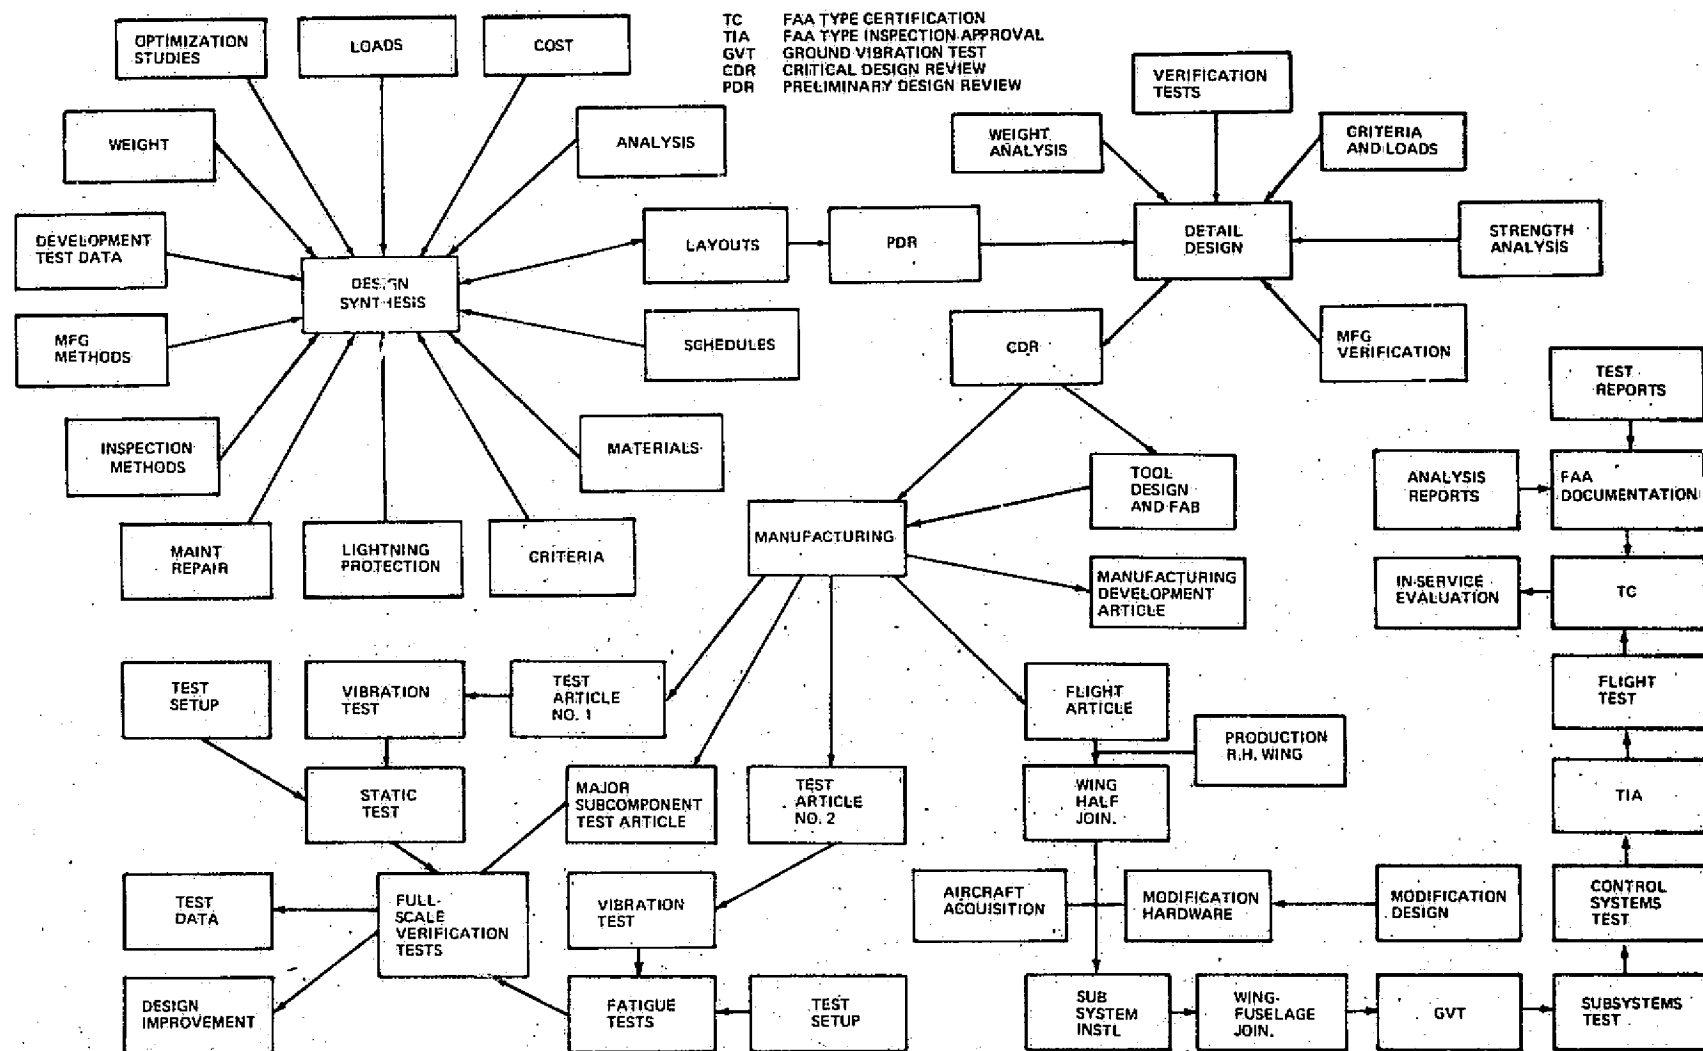 TC FAA TYPE CERTIFICATION
TIA FAA TYPE INSPECTION APPROVAL
GVT GROUND VIBRATION TEST
CDR CRITICAL DESIGN REVIEW
PDR PRELIMINARY DESIGN REVIEW
OPTIMIZATION
STUDIES
LOADS
COST
WEIGHT
ANALYSIS
DEVELOPMENT
TEST DATA
DESIGN
SYNTHESIS
LAYOUTS
PDR
MFG
METHODS
SCHEDULES
INSPECTION
METHODS
MATERIALS
MAINT
REPAIR
LIGHTNING
PROTECTION
CRITERIA
VERIFICATION
TESTS
WEIGHT
ANALYSIS
CRITERIA
AND LOADS
DETAIL
DESIGN
STRENGTH
ANALYSIS
CDR
MFG
VERIFICATION
TEST
REPORTS
TOOL
DESIGN
AND FAB
ANALYSIS
REPORTS
FAA
DOCUMENTATION
MANUFACTURING
MANUFACTURING
DEVELOPMENT
ARTICLE
IN-SERVICE
EVALUATION
TC
TEST
SETUP
VIBRATION
TEST
TEST
ARTICLE
NO. 1
FLIGHT
ARTICLE
FLIGHT
TEST
PRODUCTION
R.H. WING
STATIC
TEST
MAJOR
SUBCOMPONENT
TEST ARTICLE
TEST
ARTICLE
NO. 2
WING
HALF
JOIN.
TIA
TEST
DATA
FULL-
SCALE
VERIFICATION
TESTS
VIBRATION
TEST
AIRCRAFT
ACQUISITION
MODIFICATION
HARDWARE
MODIFICATION
DESIGN
CONTROL
SYSTEMS
TEST
DESIGN
IMPROVEMENT
FATIGUE
TESTS
TEST
SETUP
SUB
SYSTEM
INSTL
WING-
FUSELAGE
JOIN.
GVT
SUBSYSTEMS
TEST